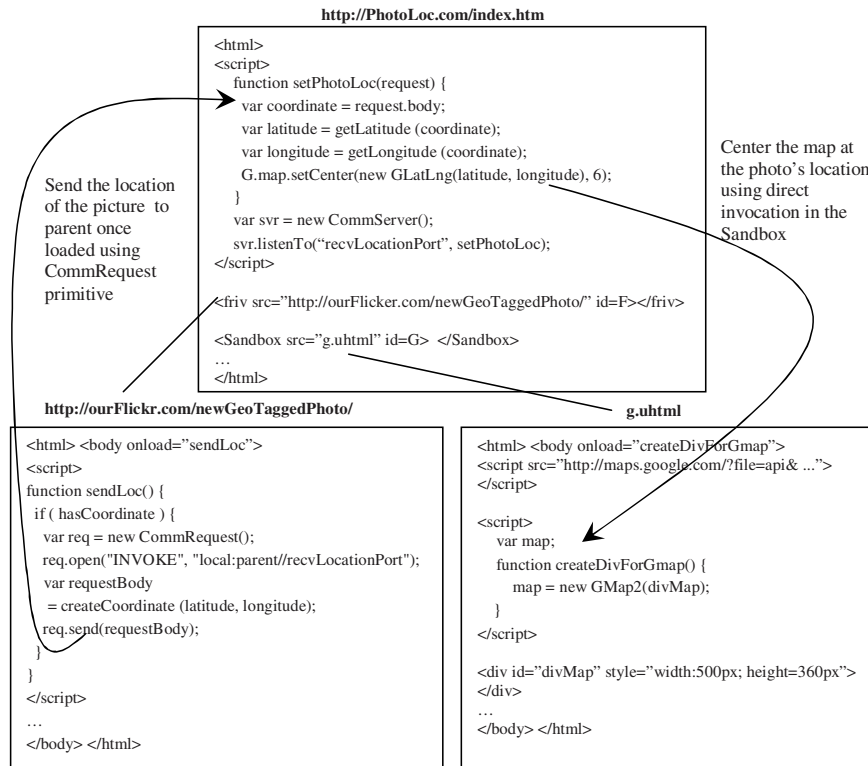 http://PhotoLoc.com/index.htm
<html>
<script>
function setPhotoLoc(request) {
var coordinate = request.body;
var latitude = getLatitude (coordinate);
var longitude = getLongitude (coordinate);
G.map.setCenter(new GLatLng(latitude, longitude), 6);
}
var svr = new CommServer();
svr.listenTo(“recvLocationPort”, setPhotoLoc);
</script>
<friv src=”http://ourFlicker.com/newGeoTaggedPhoto/” id=F></friv>
<Sandbox src=”g.uhtml” id=G> </Sandbox>
…
</html>
Send the location
of the picture to
parent once
loaded using
CommRequest
primitive
Center the map at
the photo’s location
using direct
invocation in the
Sandbox
http://ourFlickr.com/newGeoTaggedPhoto/
<html> <body onload=”sendLoc”>
<script>
function sendLoc() {
if ( hasCoordinate ) {
var req = new CommRequest();
req.open("INVOKE", "local:parent//recvLocationPort");
var requestBody
= createCoordinate (latitude, longitude);
req.send(requestBody);
}
}
</script>
…
</body> </html>
g.uhtml
<html> <body onload=”createDivForGmap”>
<script src=”http://maps.google.com/?file=api& ...”>
</script>
<script>
var map;
function createDivForGmap() {
map = new GMap2(divMap);
}
</script>
<div id=”divMap” style=”width:500px; height=360px”>
</div>
…
</body> </html>